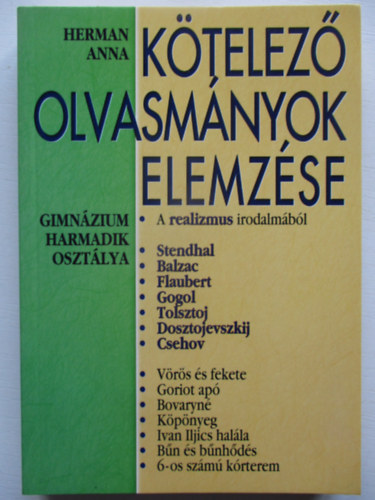 HERMAN
ANNA
KÖTELEZŐ
OLVASMÁNYOK
ELEMZÉSE
GIMNÁZIUM
HARMADIK
OSZTÁLYA
• A realizmus irodalmából
• Stendhal
• Balzac
• Flaubert
• Gogol
• Tolsztoj
• Dosztojevszkij
• Csehov
• Vörös és fekete
• Goriot apó
• Bovaryné
• Köpönyeg
• Ivan Iljics halála
• Bűn és bűnhődés
• 6-os számú kórterem